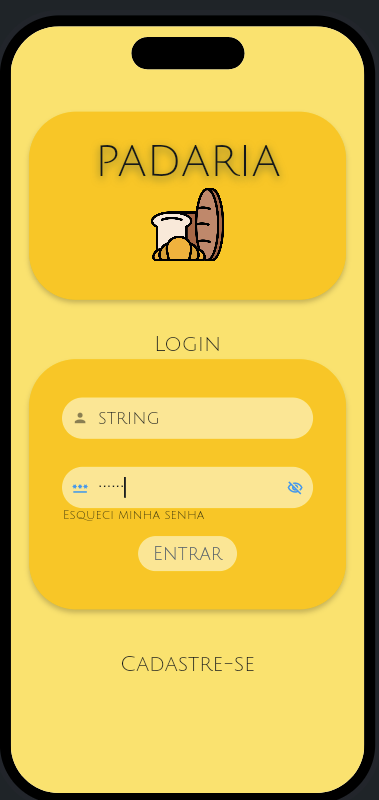 PADARIA
Login
string
••••••
Esqueci minha senha
Entrar
Cadastre-se